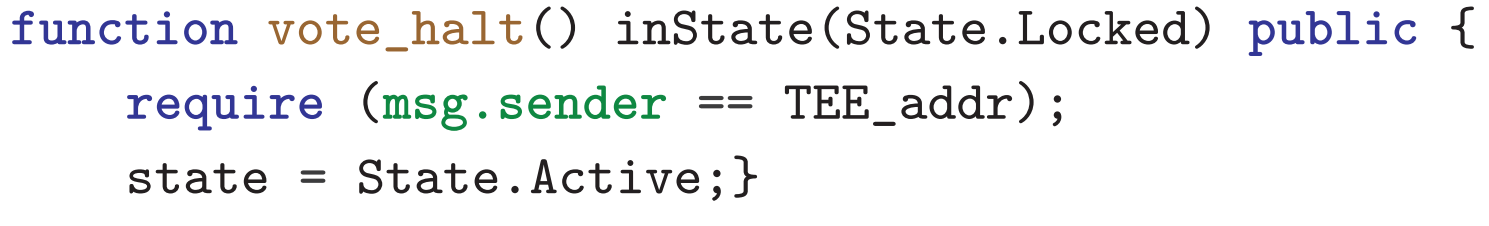 function vote_halt() inState(State.Locked) public {
require (msg.sender == TEE_addr);
state = State.Active;}